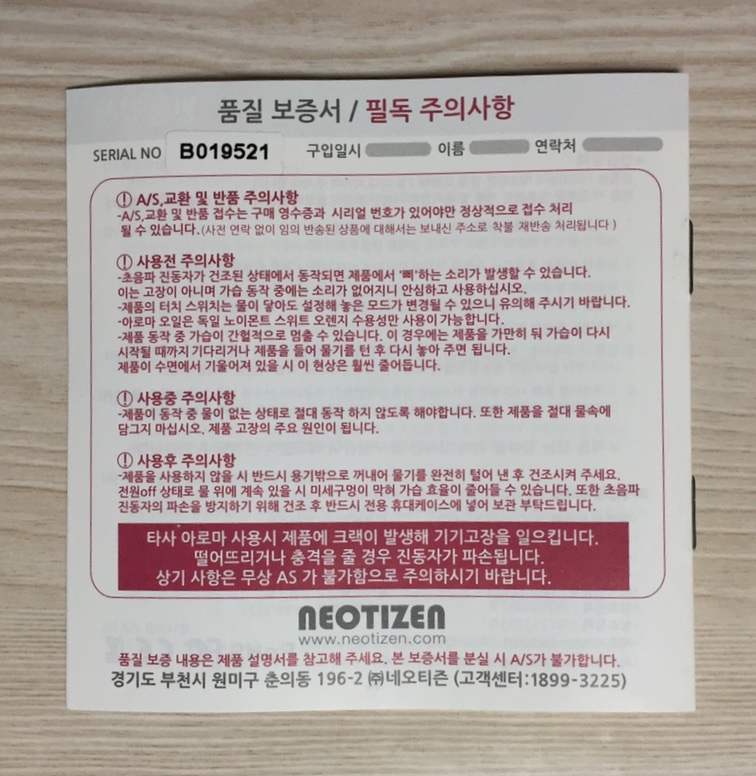 품질 보증서 / 필독 주의사항
SERIAL NO B019521 구입일시 이름 연락처
! A/S,교환 및 반품 주의사항
-A/S,교환 및 반품 접수는 구매 영수증과 시리얼 번호가 있어야만 정상적으로 접수 처리
될 수 있습니다.(사전 연락 없이 임의 반송된 상품에 대해서는 보내신 주소로 착불 재반송 처리됩니다 )
! 사용전 주의사항
-초음파 진동자가 건조된 상태에서 동작되면 제품에서 '삐'하는 소리가 발생할 수 있습니다.
이는 고장이 아니며 가습 동작 중에는 소리가 없어지니 안심하고 사용하십시오.
-제품의 터치 스위치는 물이 닿아도 설정해 놓은 모드가 변경될 수 있으니 유의해 주시기 바랍니다.
-아로마 오일은 독일 노이몬트 스위트 오렌지 수용성만 사용이 가능합니다.
-제품 동작 중 가습이 간헐적으로 멈출 수 있습니다. 이 경우에는 제품을 가만히 둬 가습이 다시
시작될 때까지 기다리거나 제품을 들어 물기를 턴 후 다시 놓아 주면 됩니다.
제품이 수면에서 기울어져 있을 시 이 현상은 훨씬 줄어듭니다.
! 사용중 주의사항
-제품이 동작 중 물이 없는 상태로 절대 동작 하지 않도록 해야합니다. 또한 제품을 절대 물속에
담그지 마십시오. 제품 고장의 주요 원인이 됩니다.
! 사용후 주의사항
-제품을 사용하지 않을 시 반드시 용기밖으로 꺼내어 물기를 완전히 털어 낸 후 건조시켜 주세요.
전원off 상태로 물 위에 계속 있을 시 미세구멍이 막혀 가습 효율이 줄어들 수 있습니다. 또한 초음파
진동자의 파손을 방지하기 위해 건조 후 반드시 전용 휴대케이스에 넣어 보관 부탁드립니다.
타사 아로마 사용시 제품에 크랙이 발생해 기기고장을 일으킵니다.
떨어뜨리거나 충격을 줄 경우 진동자가 파손됩니다.
상기 사항은 무상 AS 가 불가함으로 주의하시기 바랍니다.
NEOTIZEN
www.neotizen.com
품질 보증 내용은 제품 설명서를 참고해 주세요. 본 보증서를 분실 시 A/S가 불가합니다.
경기도 부천시 원미구 춘의동 196-2 ㈜네오티즌 (고객센터:1899-3225)